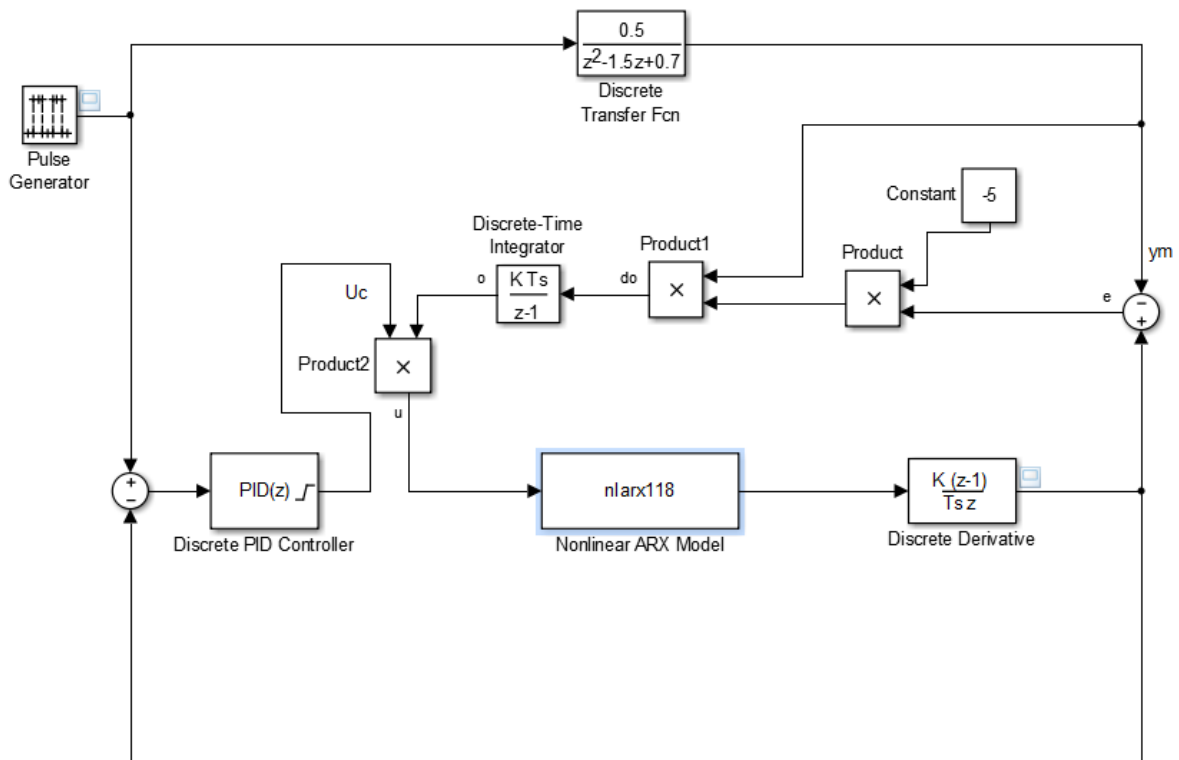 0.5
z²-1.5z+0.7
Discrete
Transfer Fcn
Pulse
Generator
Constant
-5
Discrete-Time
Integrator
Product1
Product
ym
K Ts
z-1
o
do
×
×
e
−
+
Uc
Product2
×
u
+
−
PID(z)
Discrete PID Controller
nlarx118
Nonlinear ARX Model
K (z-1)
Ts z
Discrete Derivative